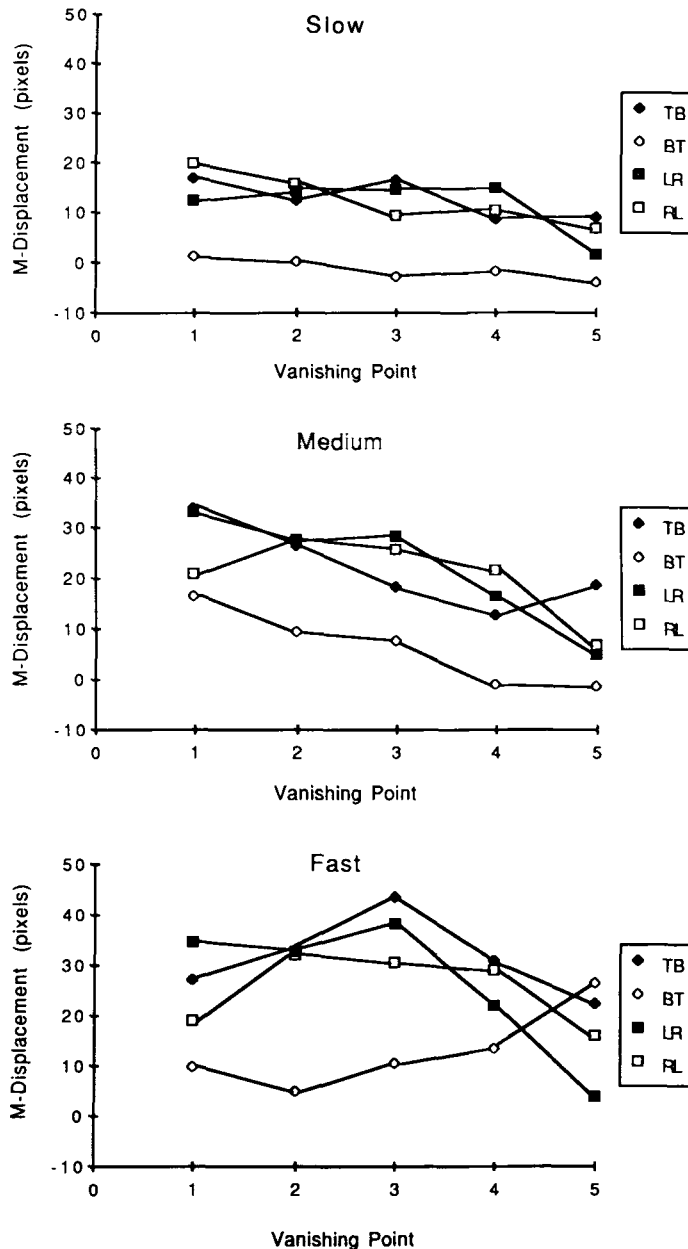 Slow
M-Displacement (pixels)
50
40
30
20
10
0
-10
0 1 2 3 4 5
Vanishing Point
TB
BT
LR
RL
Medium
M-Displacement (pixels)
50
40
30
20
10
0
-10
0 1 2 3 4 5
Vanishing Point
TB
BT
LR
RL
Fast
M-Displacement (pixels)
50
40
30
20
10
0
-10
0 1 2 3 4 5
Vanishing Point
TB
BT
LR
RL